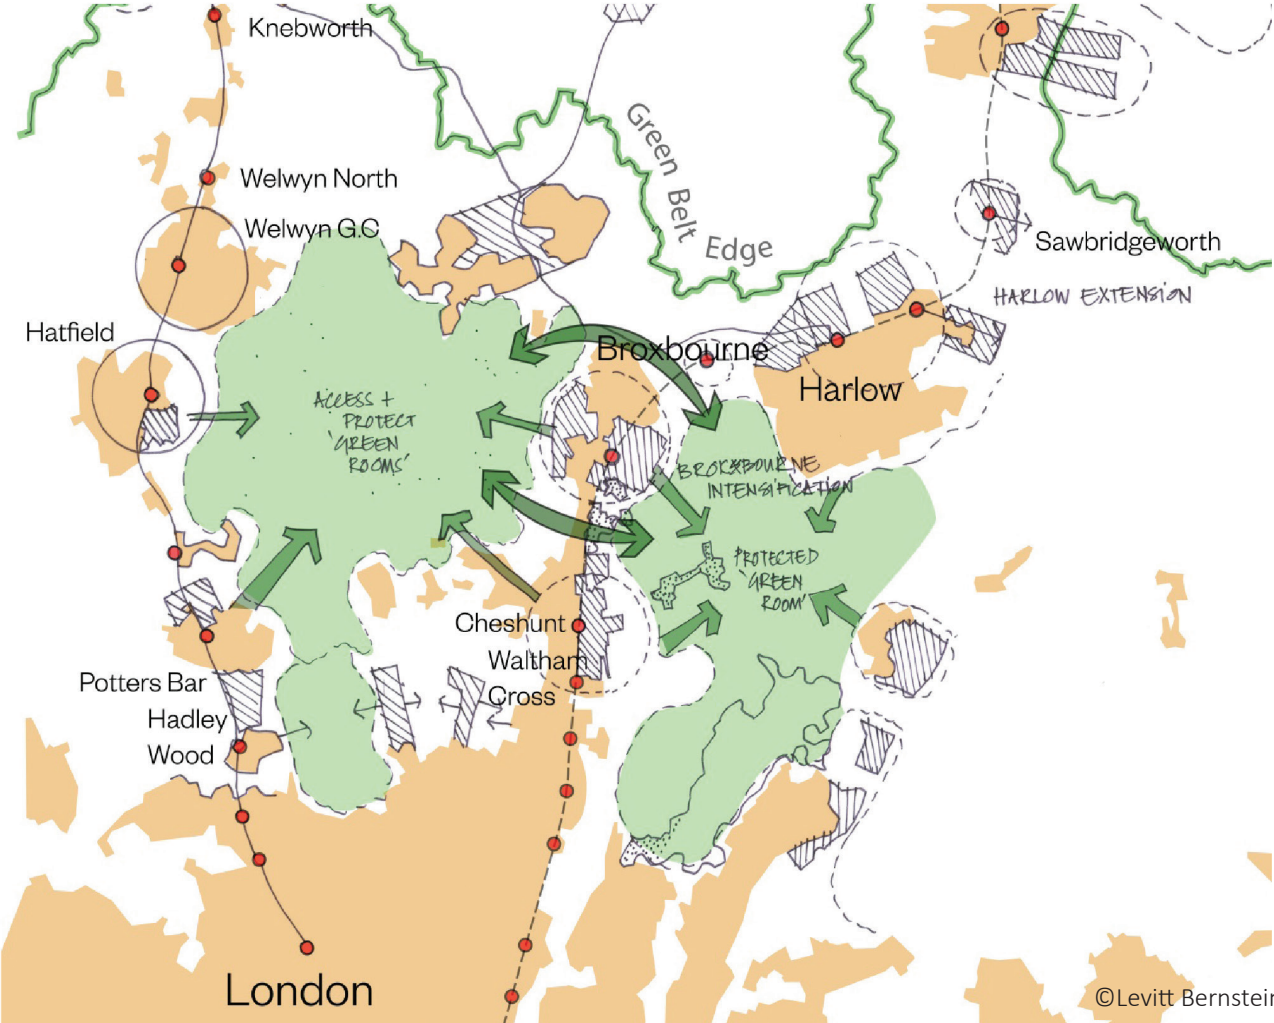 Knebworth
Welwyn North
Welwyn G.C
Hatfield
Green Belt Edge
Sawbridgeworth
HARLOW EXTENSION
Broxbourne
Harlow
ACCESS +
PROTECT
'GREEN
ROOMS'
BROXBOURNE
INTENSIFICATION
PROTECTED
'GREEN
ROOM'
Cheshunt
Waltham
Cross
Potters Bar
Hadley
Wood
London
©Levitt Bernstein